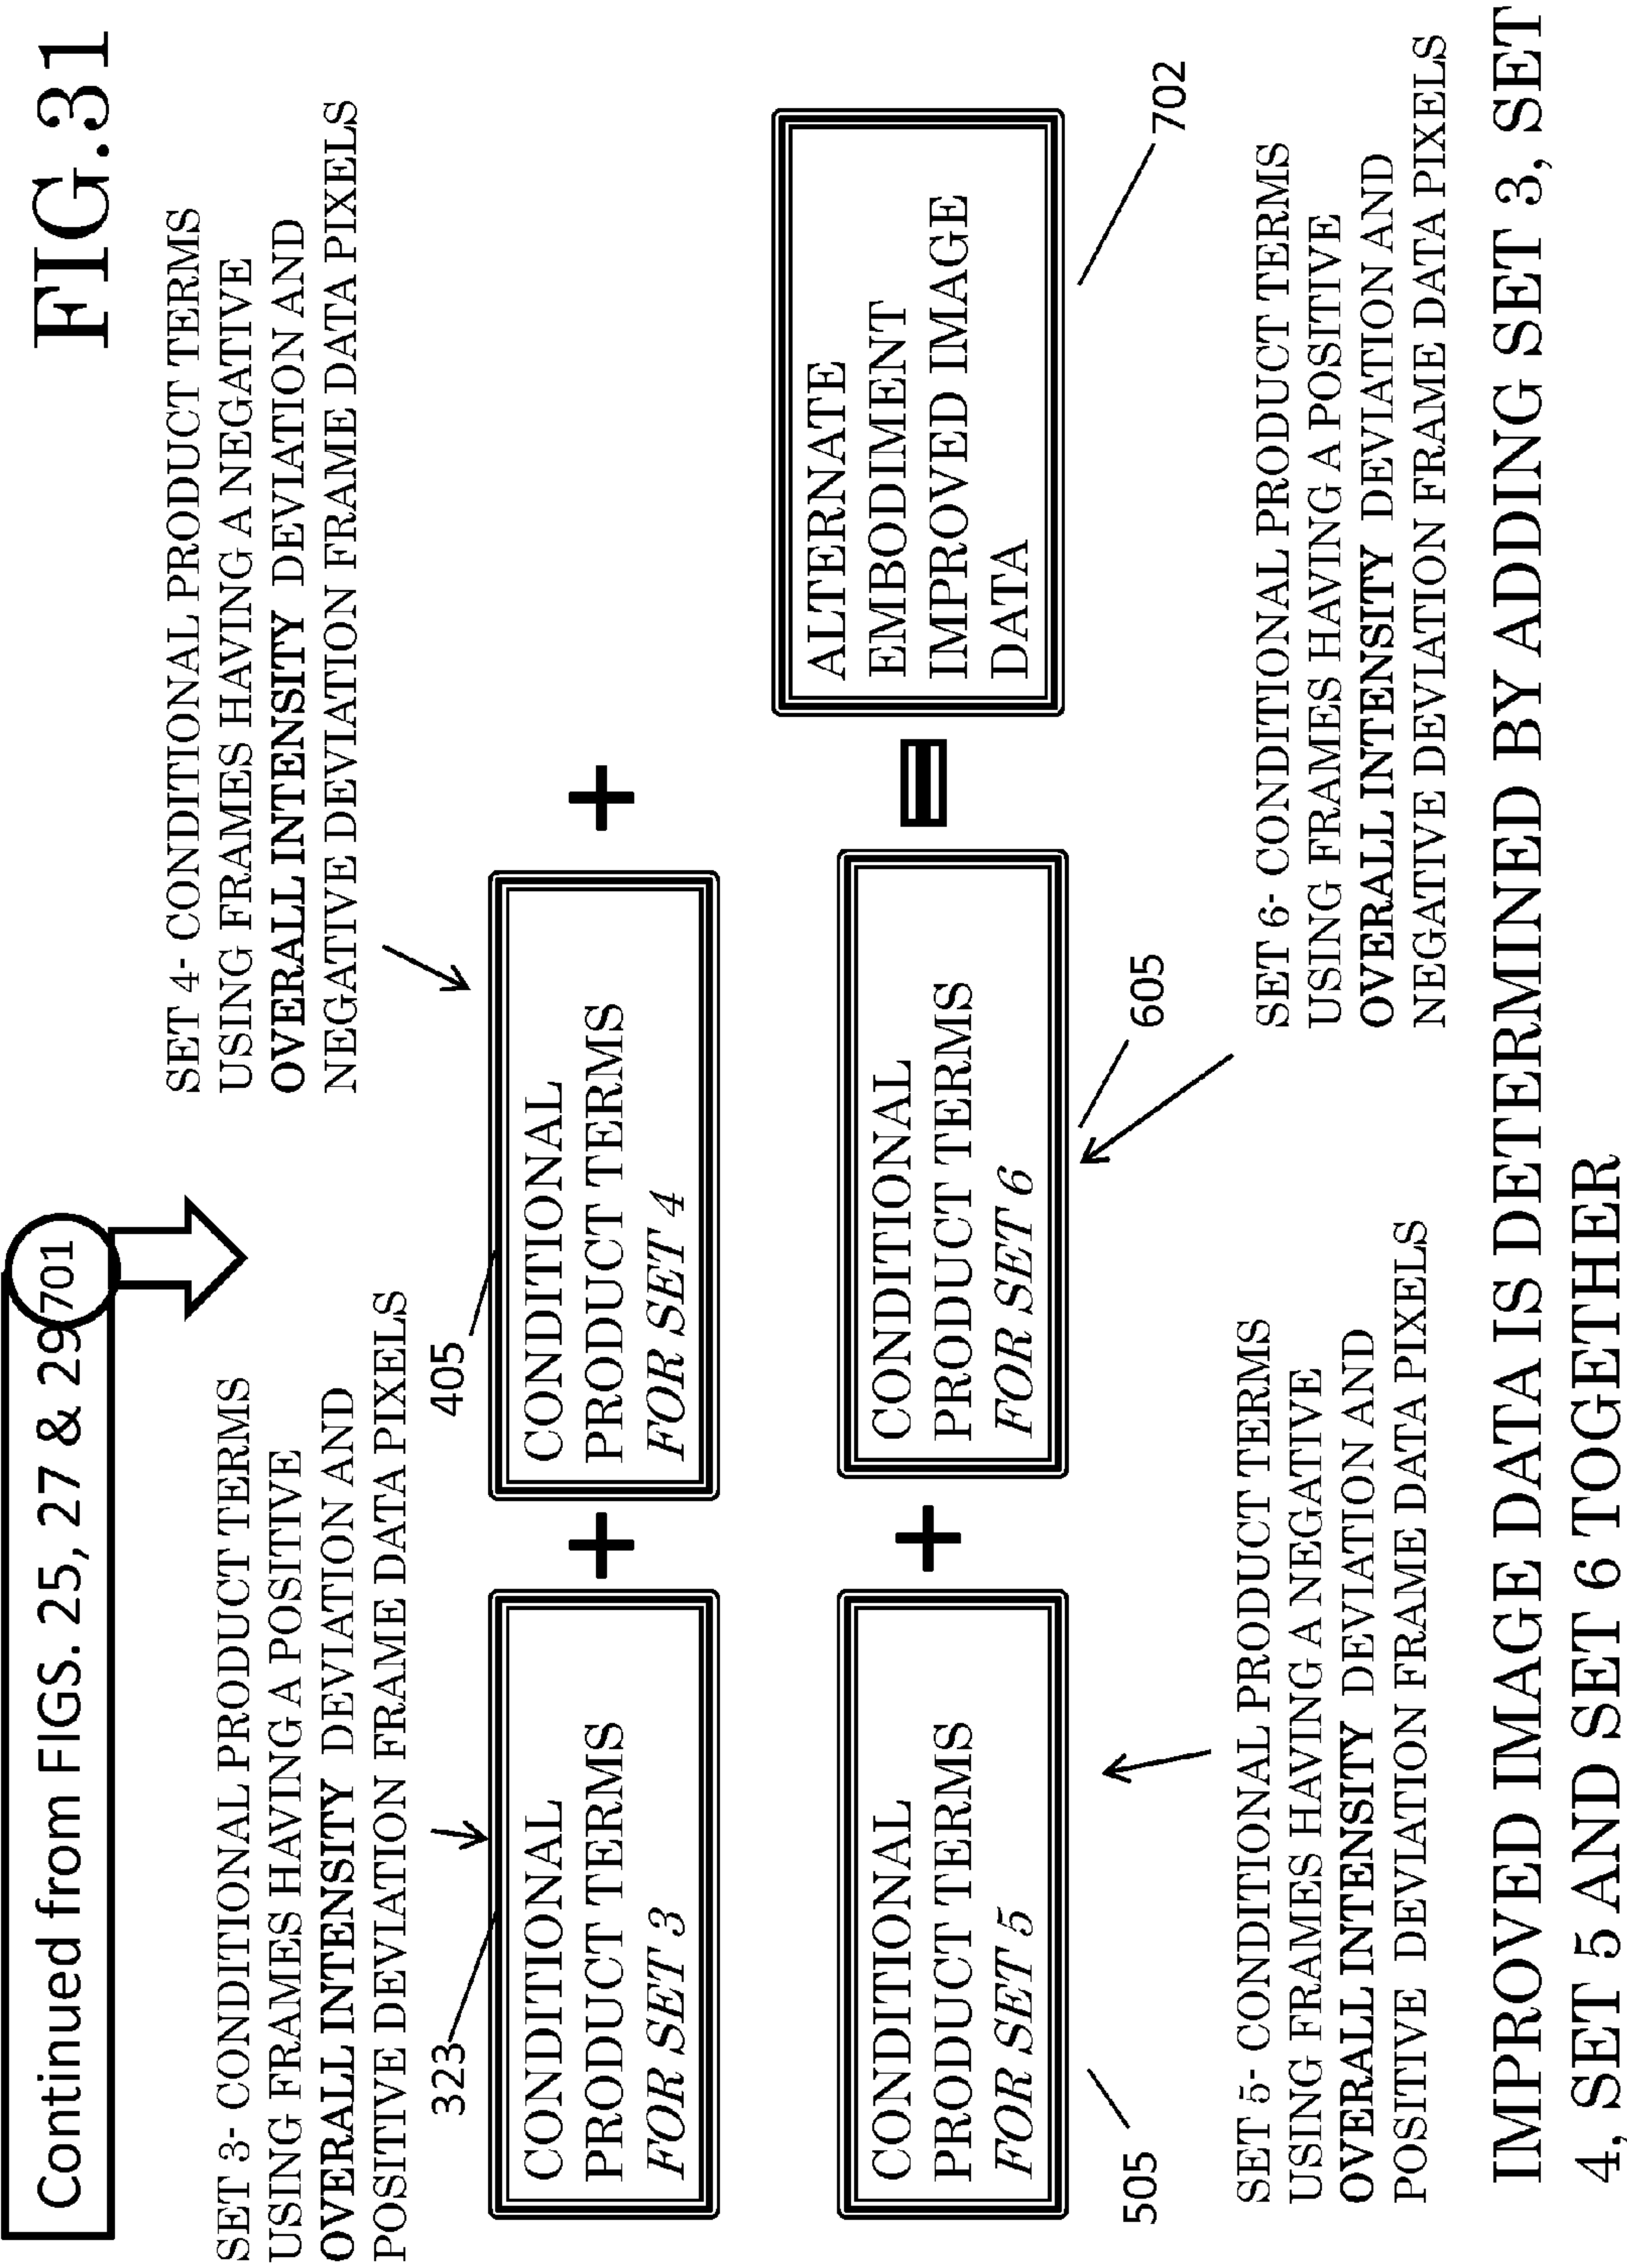 FIG.31
Continued from FIGS. 25, 27 & 29
701
SET 3- CONDITIONAL PRODUCT TERMS
USING FRAMES HAVING A POSITIVE
OVERALL INTENSITY DEVIATION AND
POSITIVE DEVIATION FRAME DATA PIXELS
SET 4- CONDITIONAL PRODUCT TERMS
USING FRAMES HAVING A NEGATIVE
OVERALL INTENSITY DEVIATION AND
NEGATIVE DEVIATION FRAME DATA PIXELS
323
405
CONDITIONAL
PRODUCT TERMS
FOR SET 3
+
CONDITIONAL
PRODUCT TERMS
FOR SET 4
+
CONDITIONAL
PRODUCT TERMS
FOR SET 5
+
CONDITIONAL
PRODUCT TERMS
FOR SET 6
=
ALTERNATE
EMBODIMENT
IMPROVED IMAGE
DATA
505
605
702
SET 5- CONDITIONAL PRODUCT TERMS
USING FRAMES HAVING A NEGATIVE
OVERALL INTENSITY DEVIATION AND
POSITIVE DEVIATION FRAME DATA PIXELS
SET 6- CONDITIONAL PRODUCT TERMS
USING FRAMES HAVING A POSITIVE
OVERALL INTENSITY DEVIATION AND
NEGATIVE DEVIATION FRAME DATA PIXELS
IMPROVED IMAGE DATA IS DETERMINED BY ADDING SET 3, SET
4, SET 5 AND SET 6 TOGETHER